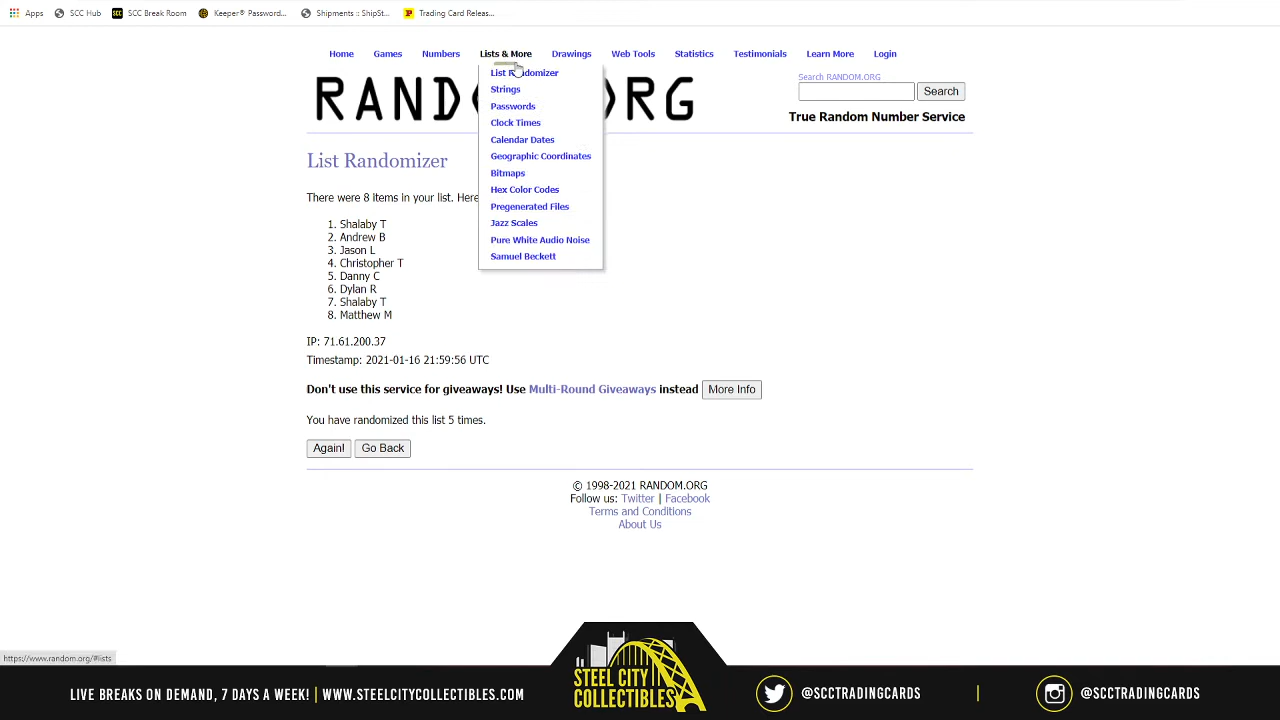 Apps SCC Hub SCC Break Room Keeper® Password... Shipments :: ShipSt... Trading Card Releas...
Home Games Numbers Lists & More Drawings Web Tools Statistics Testimonials Learn More Login
List Randomizer
Strings
Passwords
Clock Times
Calendar Dates
Geographic Coordinates
Bitmaps
Hex Color Codes
Pregenerated Files
Jazz Scales
Pure White Audio Noise
Samuel Beckett
RAND RG
Search RANDOM.ORG
Search
True Random Number Service
List Randomizer
There were 8 items in your list. Here
1. Shalaby T
2. Andrew B
3. Jason L
4. Christopher T
5. Danny C
6. Dylan R
7. Shalaby T
8. Matthew M
IP: 71.61.200.37
Timestamp: 2021-01-16 21:59:56 UTC
Don't use this service for giveaways! Use Multi-Round Giveaways instead More Info
You have randomized this list 5 times.
Again! Go Back
© 1998-2021 RANDOM.ORG
Follow us: Twitter | Facebook
Terms and Conditions
About Us
https://www.random.org/#lists
LIVE BREAKS ON DEMAND, 7 DAYS A WEEK! | WWW.STEELCITYCOLLECTIBLES.COM
STEEL CITY
COLLECTIBLES
@SCCTRADINGCARDS | @SCCTRADINGCARDS